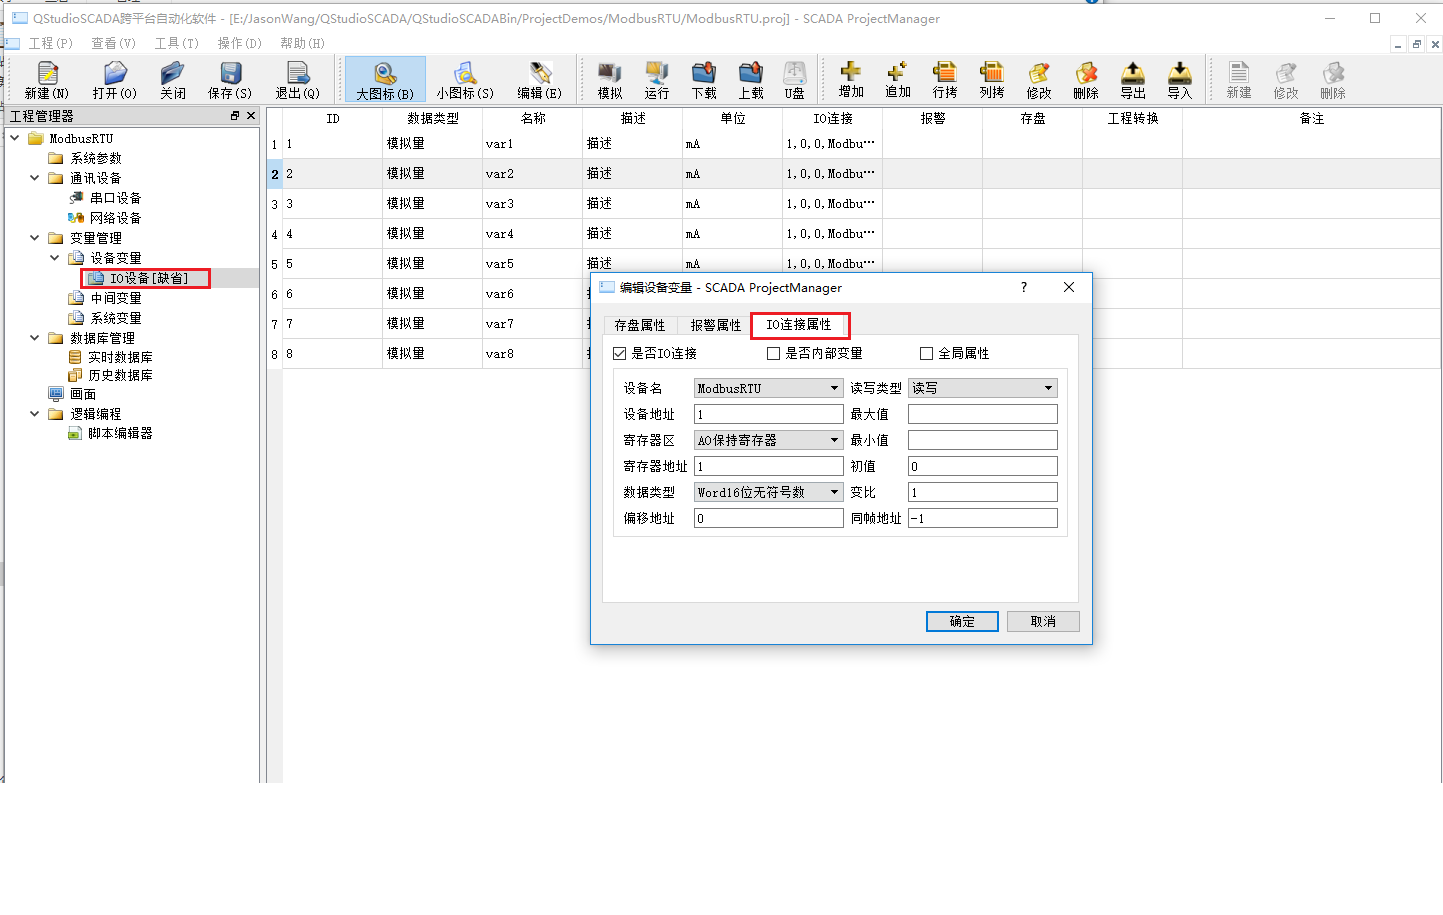 QStudioSCADA跨平台自动化软件 - [E:/JasonWang/QStudioSCADA/QStudioSCADABin/ProjectDemos/ModbusRTU/ModbusRTU.proj] - SCADA ProjectManager
工程(P) 查看(V) 工具(T) 操作(D) 帮助(H)
新建(N) 打开(O) 关闭 保存(S) 退出(Q) 大图标(B) 小图标(S) 编辑(E) 模拟 运行 下载 上载 U盘 增加 追加 行拷 列拷 修改 删除 导出 导入 新建 修改 删除
工程管理器
ModbusRTU
系统参数
通讯设备
串口设备
网络设备
变量管理
设备变量
IO设备[缺省]
中间变量
系统变量
数据库管理
实时数据库
历史数据库
画面
逻辑编程
脚本编辑器
ID 数据类型 名称 描述 单位 IO连接 报警 存盘 工程转换 备注
1 1 模拟量 var1 描述 mA 1,0,0,Modbu…
2 2 模拟量 var2 描述 mA 1,0,0,Modbu…
3 3 模拟量 var3 描述 mA 1,0,0,Modbu…
4 4 模拟量 var4 描述 mA 1,0,0,Modbu…
5 5 模拟量 var5 描述 mA 1,0,0,Modbu…
6 6 模拟量 var6
7 7 模拟量 var7
8 8 模拟量 var8
编辑设备变量 - SCADA ProjectManager ?
存盘属性 报警属性 IO连接属性
是否IO连接 是否内部变量 全局属性
设备名 ModbusRTU 读写类型 读写
设备地址 1 最大值
寄存器区 AO保持寄存器 最小值
寄存器地址 1 初值 0
数据类型 Word16位无符号数 变比 1
偏移地址 0 同帧地址 -1
确定 取消